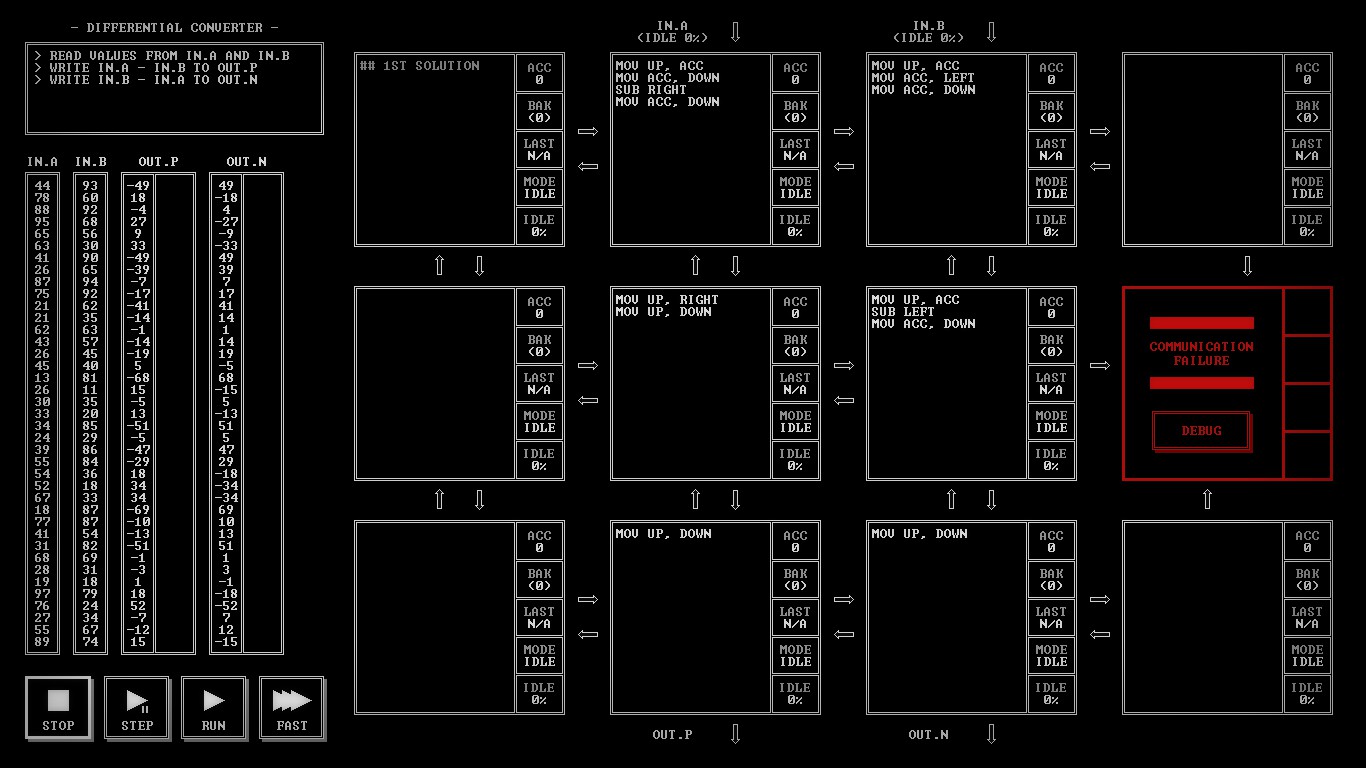 - DIFFERENTIAL CONVERTER -
> READ VALUES FROM IN.A AND IN.B
> WRITE IN.A - IN.B TO OUT.P
> WRITE IN.B - IN.A TO OUT.N
IN.A IN.B OUT.P OUT.N
44 93 -49 49
78 60 18 -18
88 92 -4 4
95 68 27 -27
65 56 9 -9
63 30 33 -33
41 90 -49 49
26 65 -39 39
87 94 -7 7
75 92 -17 17
21 62 -41 41
21 35 -14 14
62 63 -1 1
43 57 -14 14
26 45 -19 19
45 40 5 -5
13 81 -68 68
26 11 15 -15
30 35 -5 5
33 20 13 -13
34 85 -51 51
24 29 -5 5
39 86 -47 47
55 84 -29 29
54 36 18 -18
52 18 34 -34
67 33 34 -34
18 87 -69 69
77 87 -10 10
41 54 -13 13
31 82 -51 51
68 69 -1 1
28 31 -3 3
19 18 1 -1
97 79 18 -18
76 24 52 -52
27 34 -7 7
55 67 -12 12
89 74 15 -15
STOP
STEP
RUN
FAST
IN.A
(IDLE 0%)
IN.B
(IDLE 0%)
## 1ST SOLUTION
ACC
0
BAK
(0)
LAST
N/A
MODE
IDLE
IDLE
0%
MOV UP, ACC
MOV ACC, DOWN
SUB RIGHT
MOV ACC, DOWN
ACC
0
BAK
(0)
LAST
N/A
MODE
IDLE
IDLE
0%
MOV UP, ACC
MOV ACC, LEFT
MOV ACC, DOWN
ACC
0
BAK
(0)
LAST
N/A
MODE
IDLE
IDLE
0%
ACC
0
BAK
(0)
LAST
N/A
MODE
IDLE
IDLE
0%
ACC
0
BAK
(0)
LAST
N/A
MODE
IDLE
IDLE
0%
MOV UP, RIGHT
MOV UP, DOWN
ACC
0
BAK
(0)
LAST
N/A
MODE
IDLE
IDLE
0%
MOV UP, ACC
SUB LEFT
MOV ACC, DOWN
ACC
0
BAK
(0)
LAST
N/A
MODE
IDLE
IDLE
0%
COMMUNICATION
FAILURE
DEBUG
ACC
0
BAK
(0)
LAST
N/A
MODE
IDLE
IDLE
0%
MOV UP, DOWN
ACC
0
BAK
(0)
LAST
N/A
MODE
IDLE
IDLE
0%
MOV UP, DOWN
ACC
0
BAK
(0)
LAST
N/A
MODE
IDLE
IDLE
0%
ACC
0
BAK
(0)
LAST
N/A
MODE
IDLE
IDLE
0%
OUT.P
OUT.N